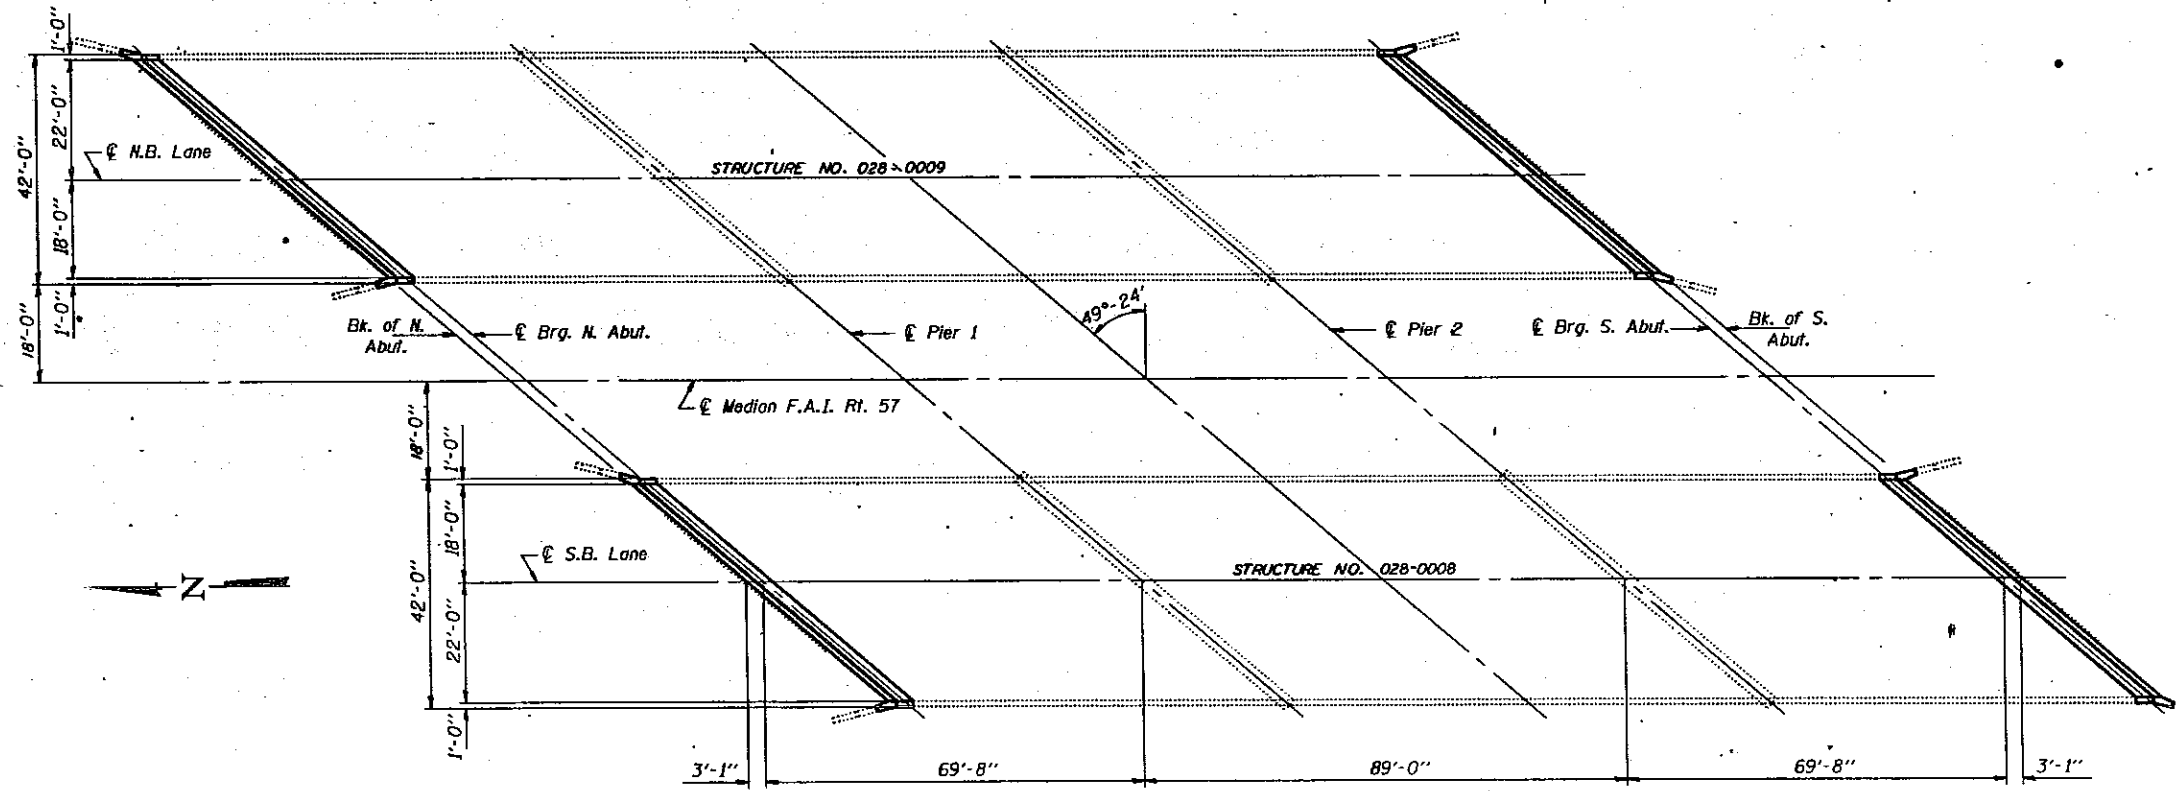 1'-0"
22'-0"
42'-0"
18'-0"
1'-0"
18'-0"
℄ N.B. Lane
STRUCTURE NO. 028-0009
Bk. of N.
Abut.
℄ Brg. N. Abut.
℄ Pier 1
49°-24'
℄ Pier 2
℄ Brg. S. Abut.
Bk. of S.
Abut.
℄ Median F.A.I. Rt. 57
18'-0"
1'-0"
18'-0"
42'-0"
22'-0"
1'-0"
℄ S.B. Lane
STRUCTURE NO. 028-0008
N
3'-1"
69'-8"
89'-0"
69'-8"
3'-1"